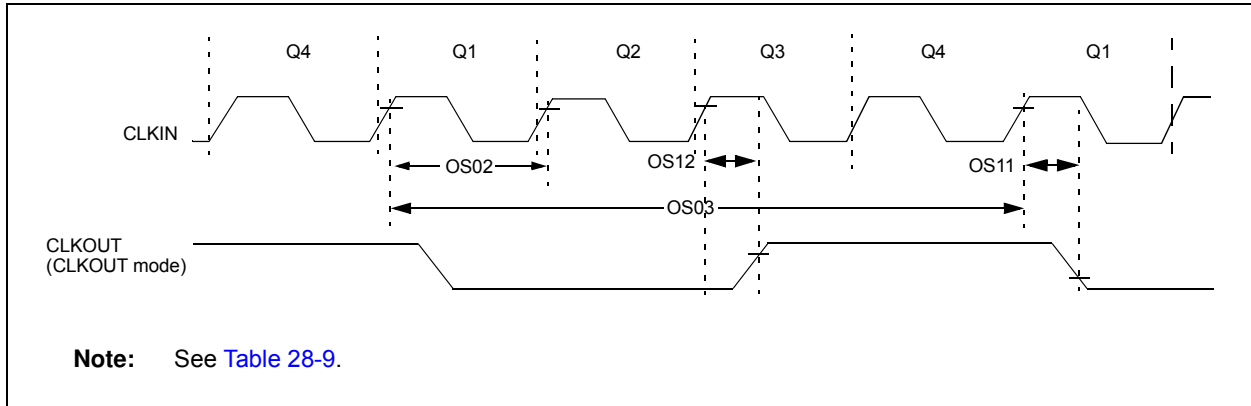 Q4 Q1 Q2 Q3 Q4 Q1
CLKIN
OS02 OS12 OS11
OS03
CLKOUT
(CLKOUT mode)
Note: See Table 28-9.